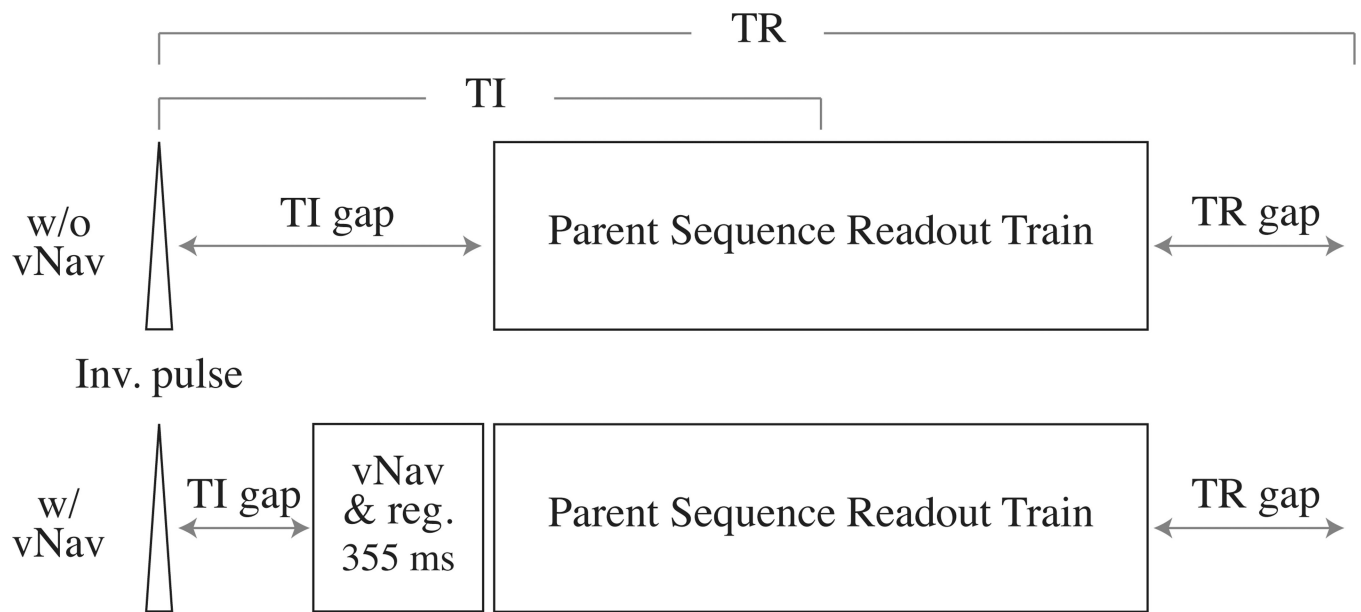 TR
TI
w/o
vNav
TI gap
Parent Sequence Readout Train
TR gap
Inv. pulse
w/
vNav
TI gap
vNav
& reg.
355 ms
Parent Sequence Readout Train
TR gap